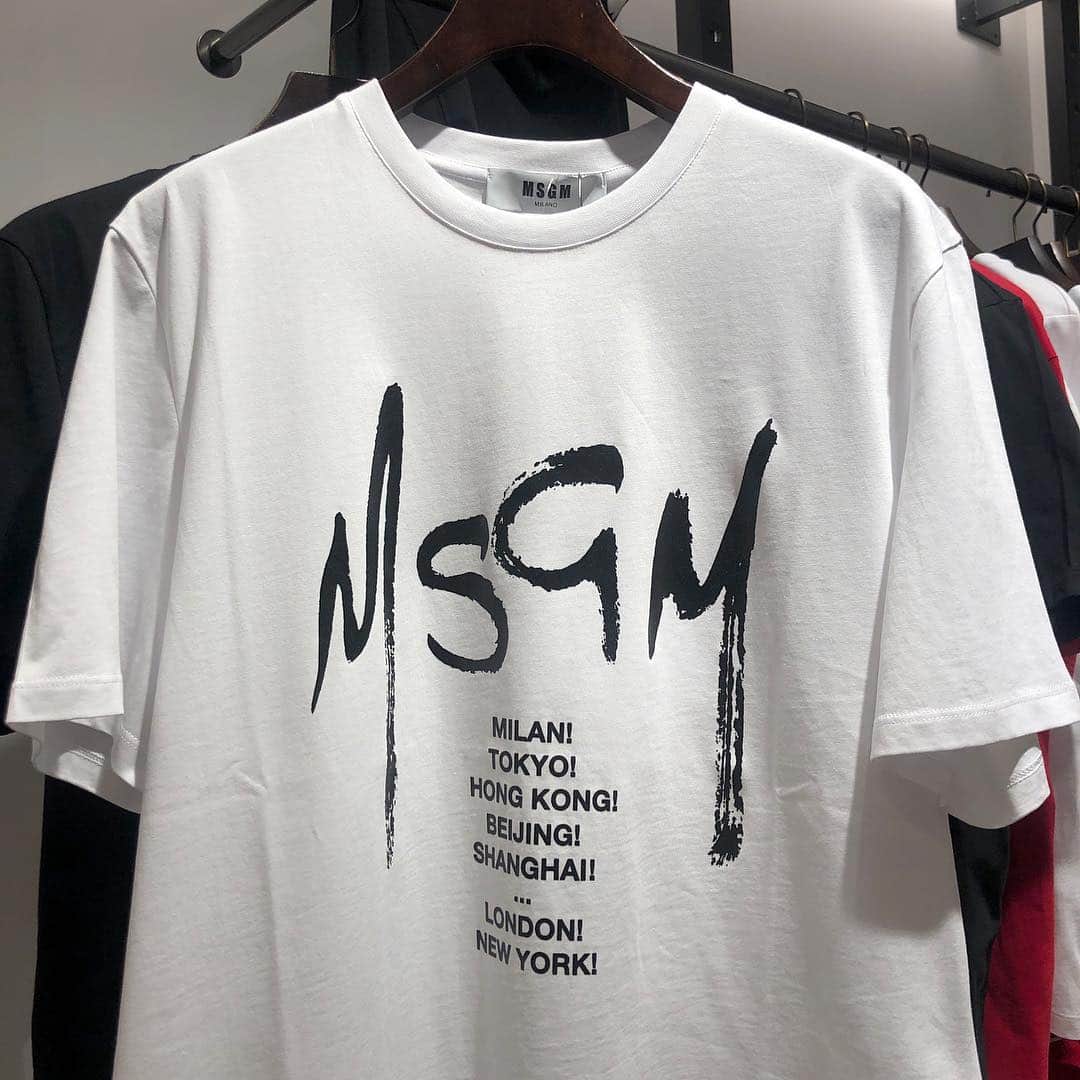 MSGM
MILANO
MSGM
MILAN!
TOKYO!
HONG KONG!
BEIJING!
SHANGHAI!
...
LONDON!
NEW YORK!